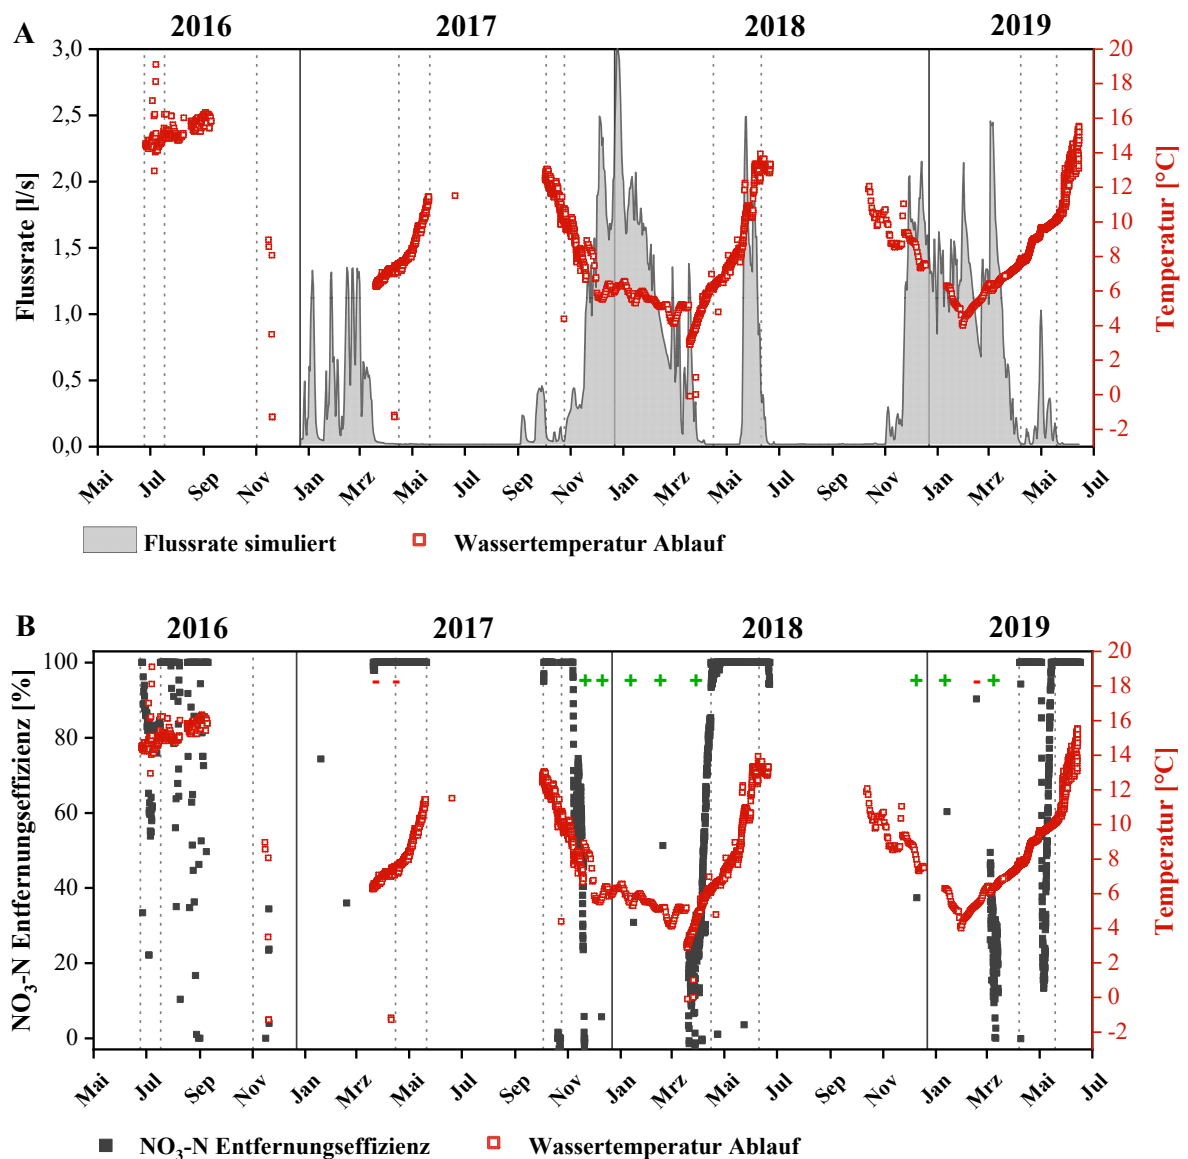 A
2016 2017 2018 2019
3,0
2,5
2,0
1,5
1,0
0,5
0,0
Flussrate [l/s]
20
18
16
14
12
10
8
6
4
2
0
-2
Temperatur [°C]
Mai Jul Sep Nov Jan Mrz Mai Jul Sep Nov Jan Mrz Mai Jul Sep Nov Jan Mrz Mai Jul
Flussrate simuliert Wassertemperatur Ablauf
B
2016 2017 2018 2019
100
80
60
40
20
0
NO₃-N Entfernungseffizienz [%]
20
18
16
14
12
10
8
6
4
2
0
-2
Temperatur [°C]
- - + + + + + + + - +
Mai Jul Sep Nov Jan Mrz Mai Jul Sep Nov Jan Mrz Mai Jul Sep Nov Jan Mrz Mai Jul
NO₃-N Entfernungseffizienz Wassertemperatur Ablauf